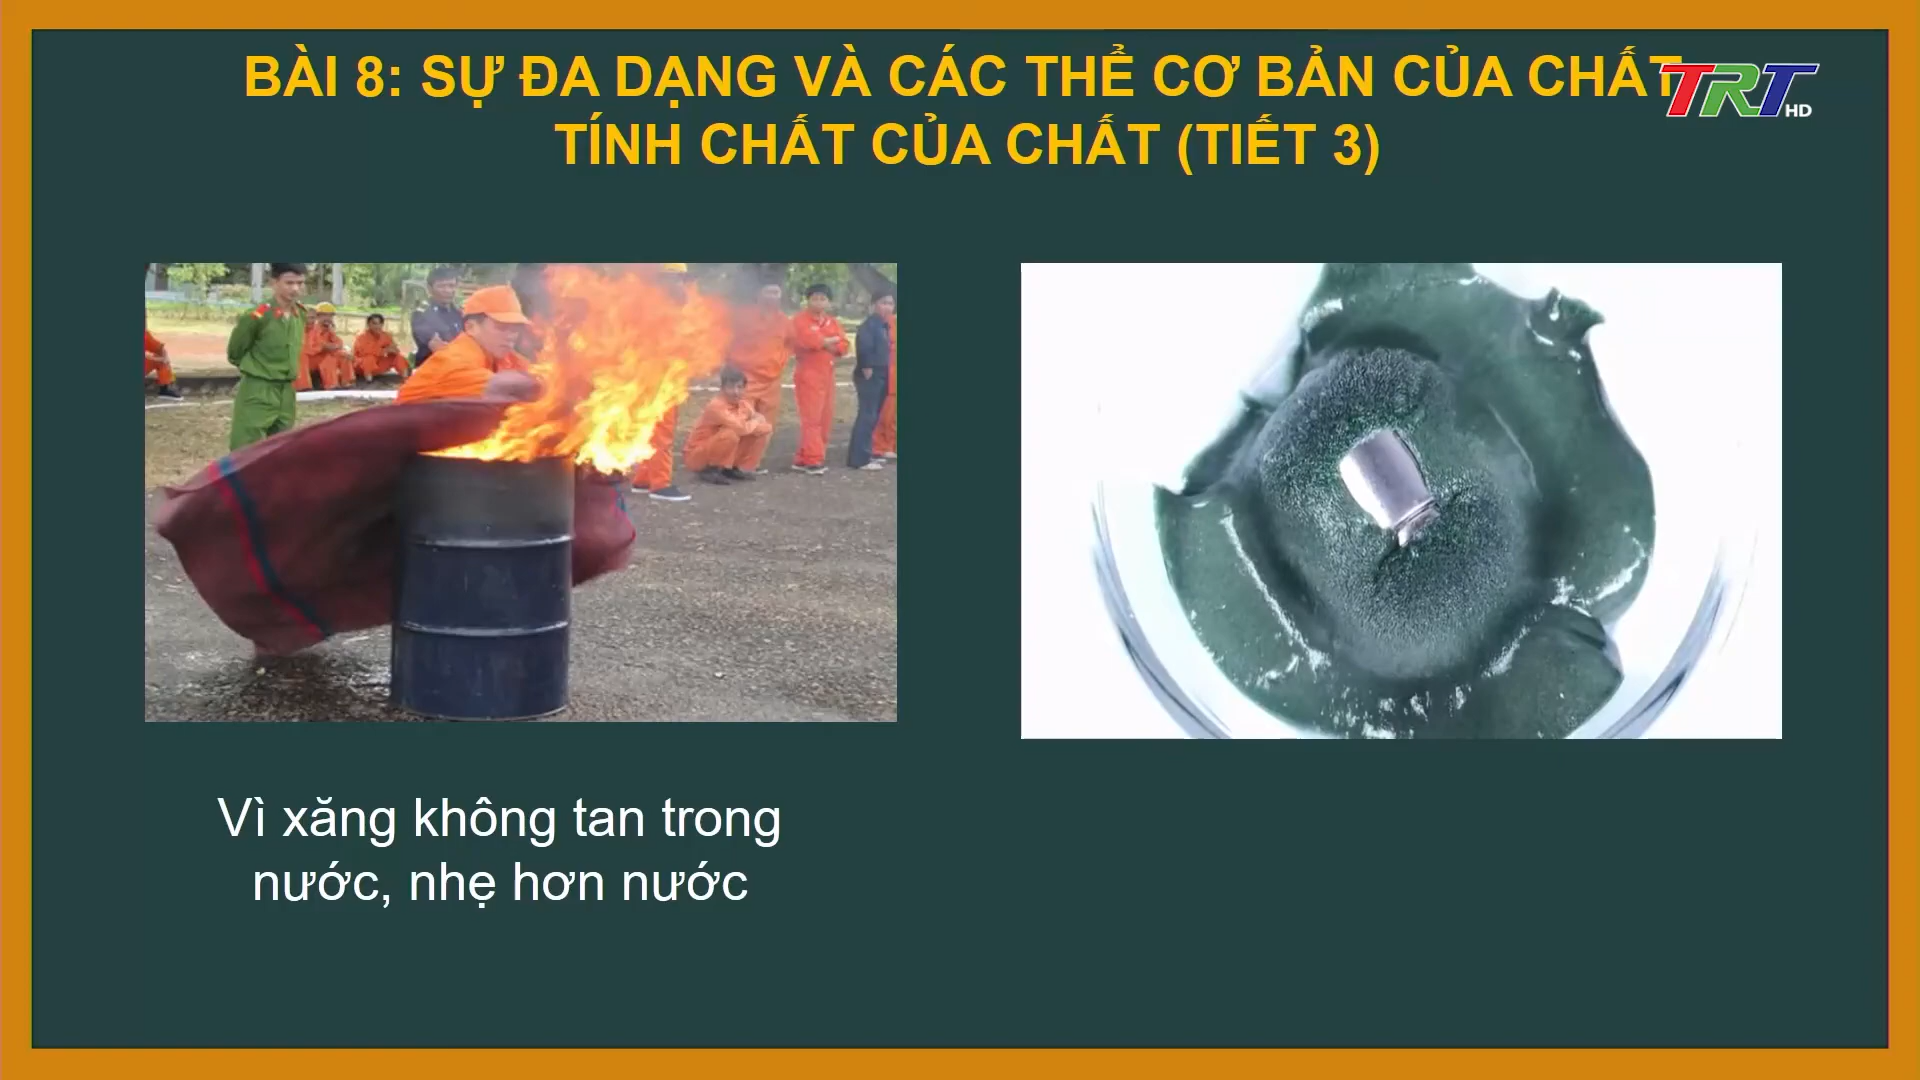 BÀI 8: SỰ ĐA DẠNG VÀ CÁC THỂ CƠ BẢN CỦA CHẤT
TÍNH CHẤT CỦA CHẤT (TIẾT 3)
TRT HD
Vì xăng không tan trong
nước, nhẹ hơn nước